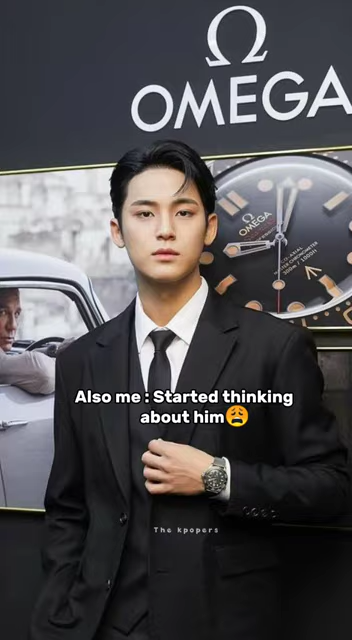 Ω
OMEGA
OMEGA
Also me : Started thinking
about him😩
The kpopers